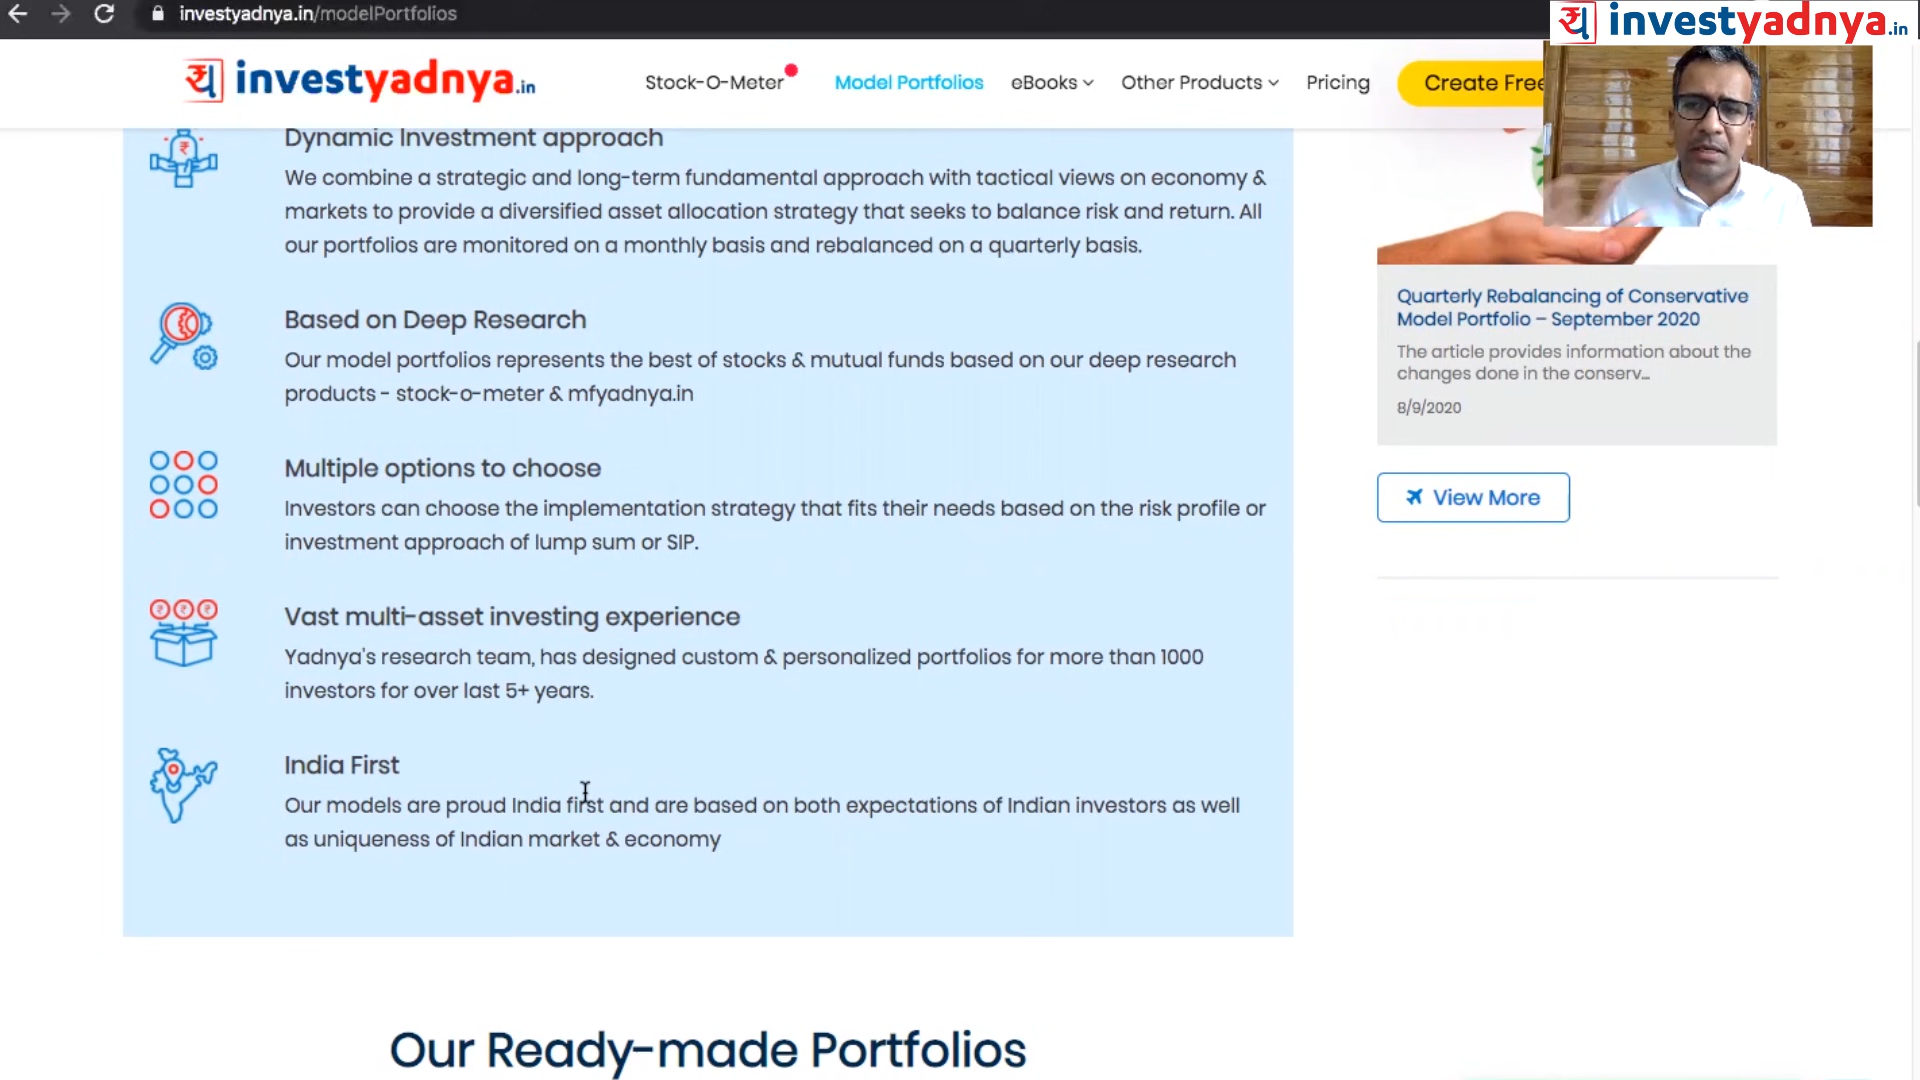 investyadnya.in/modelPortfolios
investyadnya.in
investyadnya.in
Stock-O-Meter
Model Portfolios
eBooks
Other Products
Pricing
Create Free
Dynamic Investment approach
We combine a strategic and long-term fundamental approach with tactical views on economy &
markets to provide a diversified asset allocation strategy that seeks to balance risk and return. All
our portfolios are monitored on a monthly basis and rebalanced on a quarterly basis.
Based on Deep Research
Our model portfolios represents the best of stocks & mutual funds based on our deep research
products - stock-o-meter & mfyadnya.in
Multiple options to choose
Investors can choose the implementation strategy that fits their needs based on the risk profile or
investment approach of lump sum or SIP.
Vast multi-asset investing experience
Yadnya's research team, has designed custom & personalized portfolios for more than 1000
investors for over last 5+ years.
India First
Our models are proud India first and are based on both expectations of Indian investors as well
as uniqueness of Indian market & economy
Our Ready-made Portfolios
Quarterly Rebalancing of Conservative
Model Portfolio – September 2020
The article provides information about the
changes done in the conserv...
8/9/2020
View More